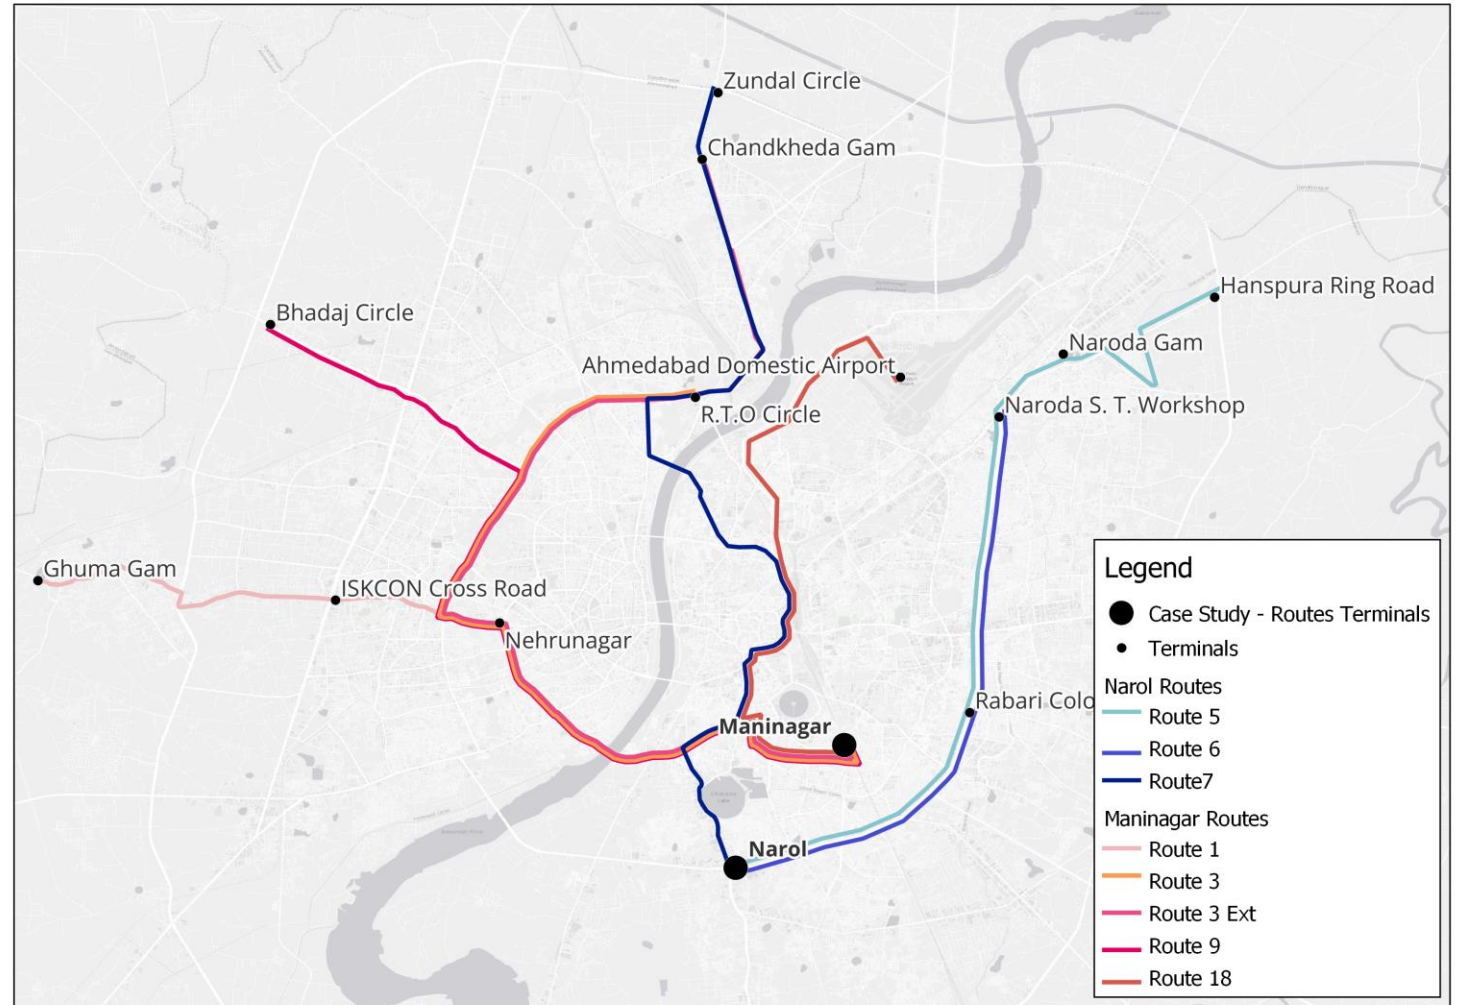 Zundal Circle
Chandkheda Gam
Hanspura Ring Road
Bhadaj Circle
Naroda Gam
Ahmedabad Domestic Airport
Naroda S. T. Workshop
R.T.O Circle
Ghuma Gam
ISKCON Cross Road
Nehrunagar
Rabari Colo
Maninagar
Narol
Legend
Case Study - Routes Terminals
Terminals
Narol Routes
Route 5
Route 6
Route7
Maninagar Routes
Route 1
Route 3
Route 3 Ext
Route 9
Route 18